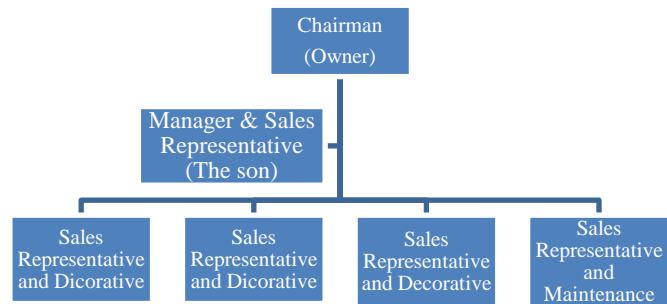 Chairman
(Owner)
Manager & Sales
Representative
(The son)
Sales
Representative
and Dicorative
Sales
Representative
and Dicorative
Sales
Representative
and Decorative
Sales
Representative
and
Maintenance